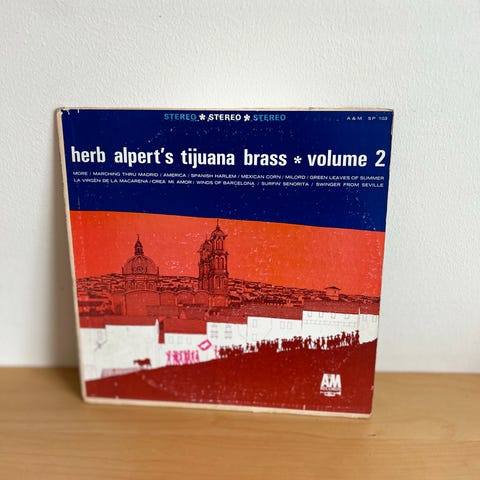 STEREO * STEREO * STEREO
A & M SP 103
herb alpert's tijuana brass * volume 2
MORE / MARCHING THRU MADRID / AMERICA / SPANISH HARLEM / MEXICAN CORN / MILORD / GREEN LEAVES OF SUMMER
LA VIRGEN DE LA MACARENA / CREA MI AMOR / WINDS OF BARCELONA / SURFIN' SENORITA / SWINGER FROM SEVILLE
A&M